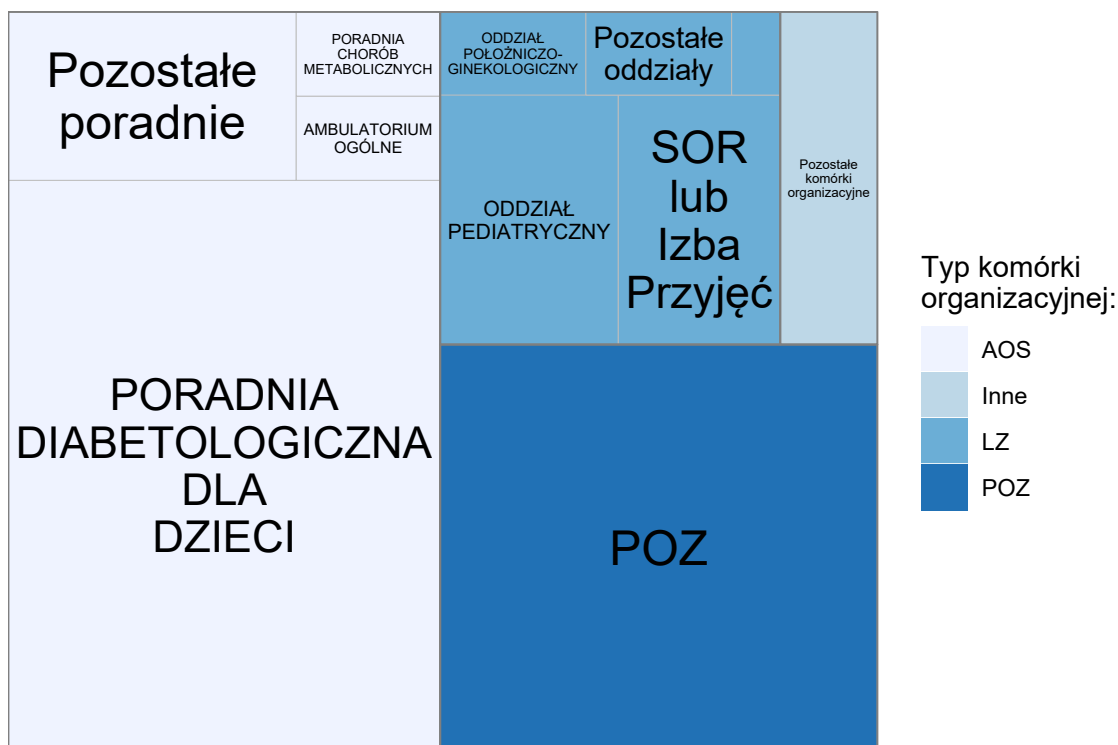 Pozostałe
poradnie
PORADNIA
CHORÓB
METABOLICZNYCH
AMBULATORIUM
OGÓLNE
PORADNIA
DIABETOLOGICZNA
DLA
DZIECI
ODDZIAŁ
POŁOŻNICZO-
GINEKOLOGICZNY
Pozostałe
oddziały
ODDZIAŁ
PEDIATRYCZNY
SOR
lub
Izba
Przyjęć
Pozostałe
komórki
organizacyjne
POZ
Typ komórki
organizacyjnej:
AOS
Inne
LZ
POZ